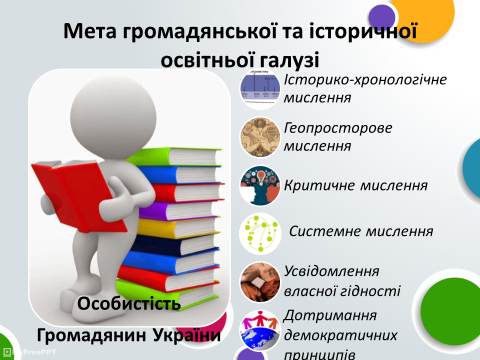 Мета громадянської та історичної
освітньої галузі
Історико-хронологічне
мислення
Геопросторове
мислення
Критичне мислення
Системне мислення
Усвідомлення
власної гідності
Дотримання
демократичних
принципів
Особистість
Громадянин України